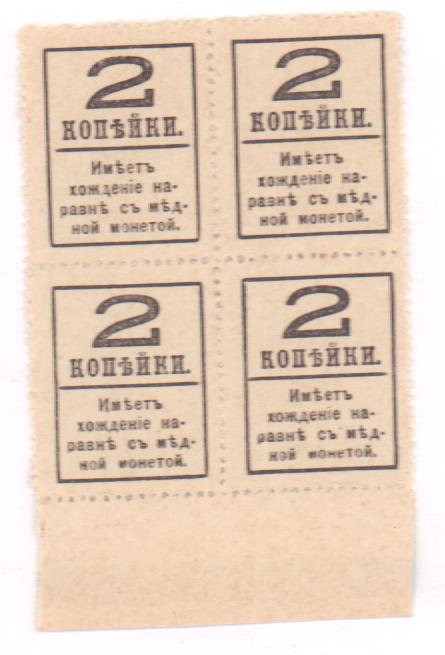 2
КОПѢЙКИ.
Имѣетъ
хожденіе на-
равнѣ съ мѣд-
ной монетой.
2
КОПѢЙКИ.
Имѣетъ
хожденіе на-
равнѣ съ мѣд-
ной монетой.
2
КОПѢЙКИ.
Имѣетъ
хожденіе на-
равнѣ съ мѣд-
ной монетой.
2
КОПѢЙКИ.
Имѣетъ
хожденіе на-
равнѣ съ мѣд-
ной монетой.